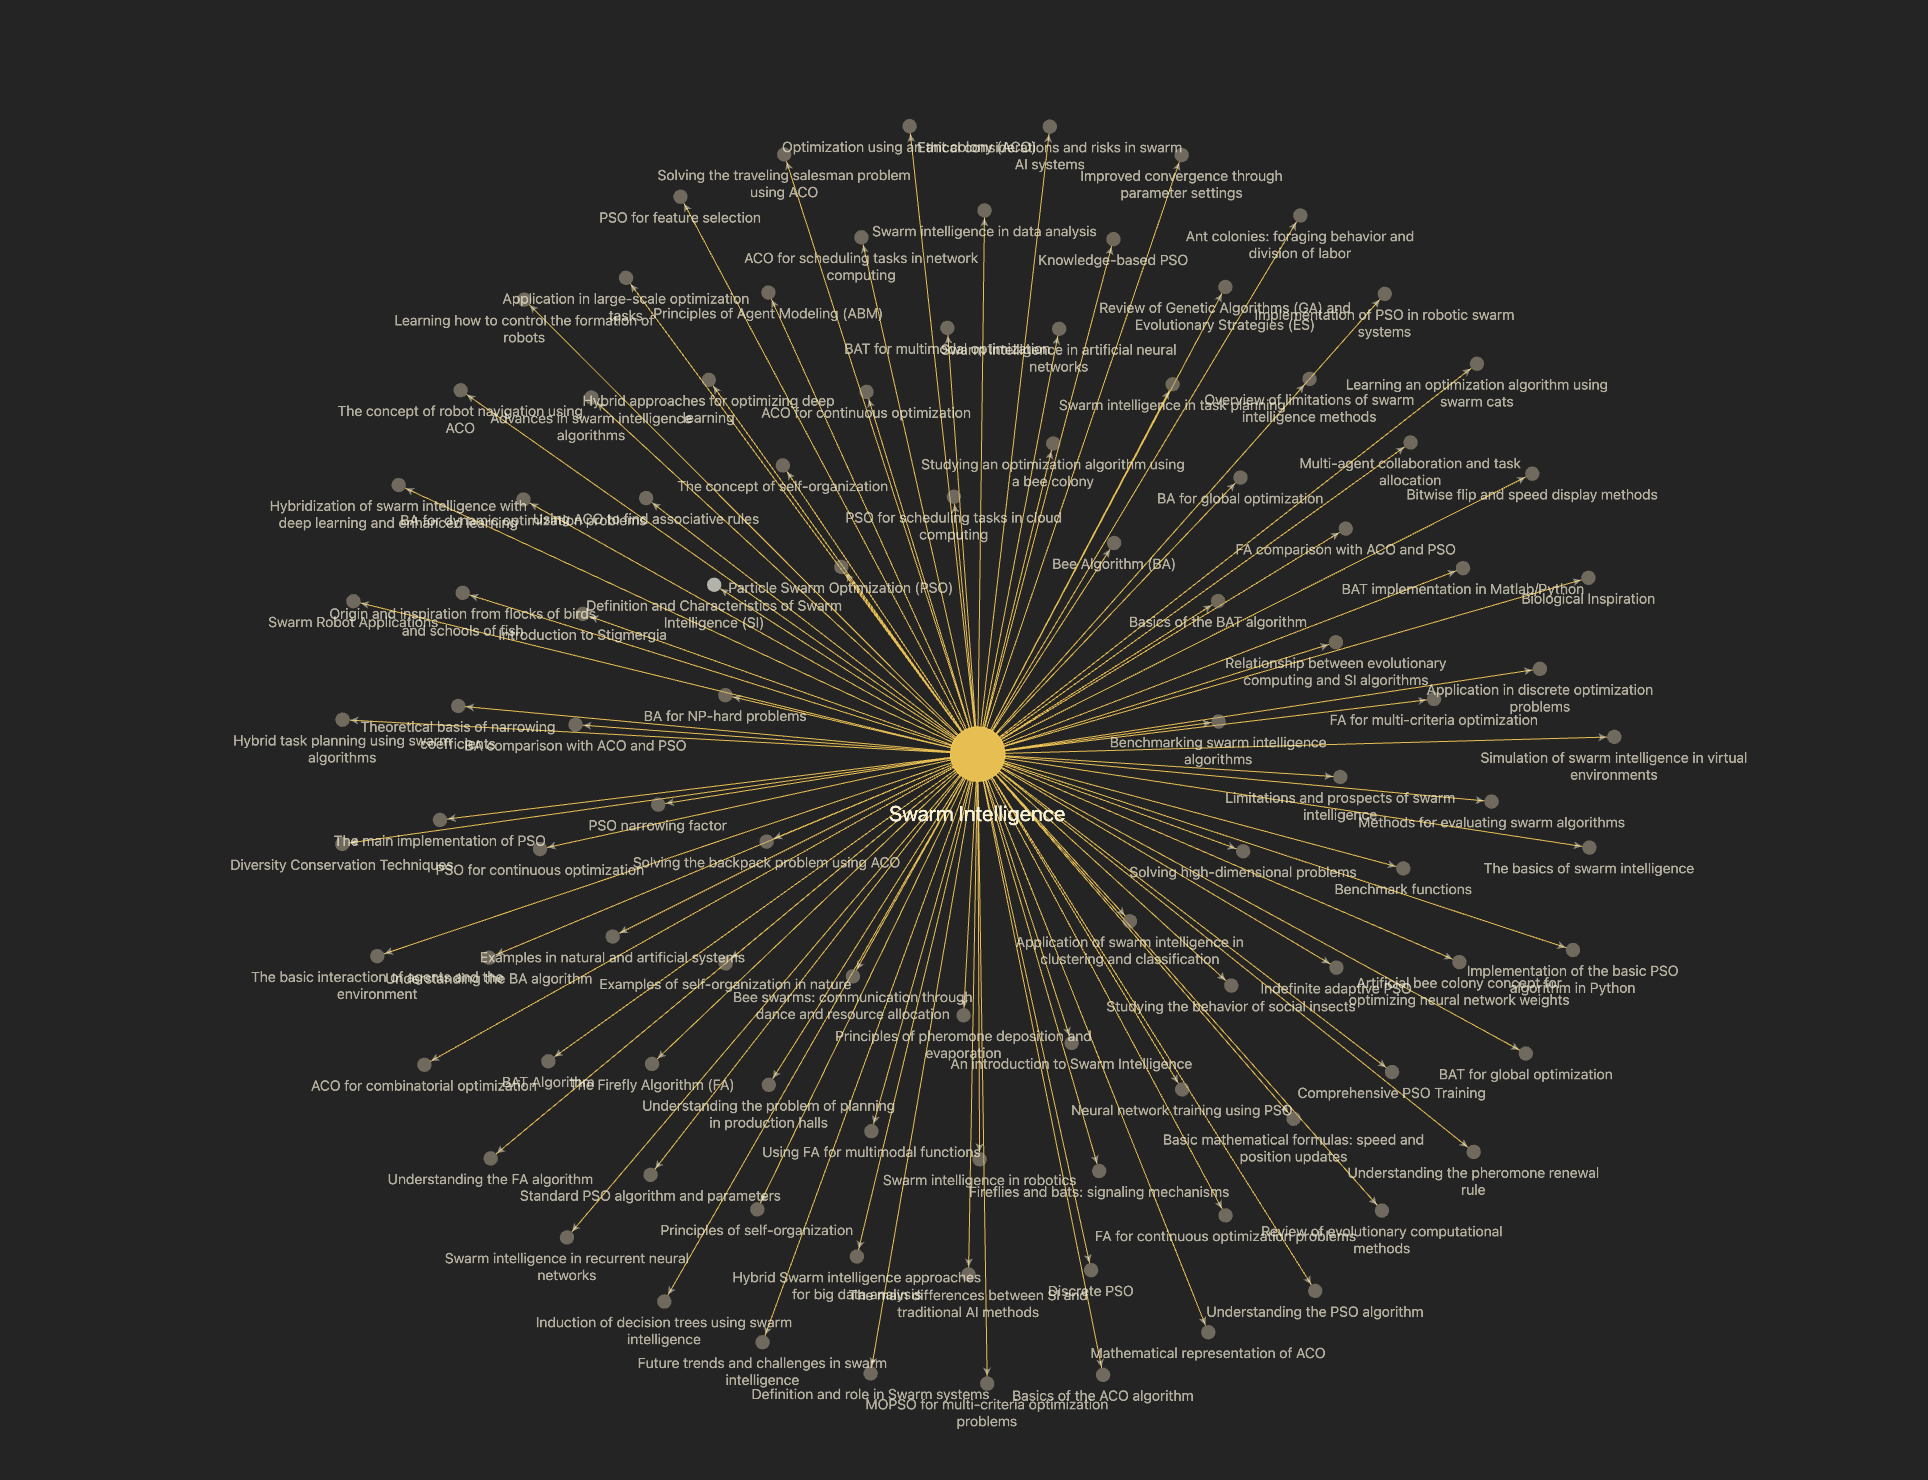 Optimization using an ant colony (ACO)
Ethical considerations and risks in swarm
AI systems
Solving the traveling salesman problem
using ACO
Improved convergence through
parameter settings
PSO for feature selection
Swarm intelligence in data analysis
Ant colonies: foraging behavior and
division of labor
ACO for scheduling tasks in network
computing
Knowledge-based PSO
Application in large-scale optimization
tasks
Principles of Agent Modeling (ABM)
Review of Genetic Algorithms (GA) and
Evolutionary Strategies (ES)
Implementation of PSO in robotic swarm
systems
Learning how to control the formation of
robots
BAT for multimodal optimization
Swarm intelligence in artificial neural
networks
Learning an optimization algorithm using
swarm cats
Hybrid approaches for optimizing deep
learning
ACO for continuous optimization
Swarm intelligence in task planning
Overview of limitations of swarm
intelligence methods
The concept of robot navigation using
ACO
Advances in swarm intelligence
algorithms
Studying an optimization algorithm using
a bee colony
Multi-agent collaboration and task
allocation
The concept of self-organization
BA for global optimization
Bitwise flip and speed display methods
Hybridization of swarm intelligence with
deep learning and enhanced learning
BA for dynamic optimization problems
Using ACO to find associative rules
PSO for scheduling tasks in cloud
computing
FA comparison with ACO and PSO
Bee Algorithm (BA)
Particle Swarm Optimization (PSO)
BAT implementation in Matlab/Python
Biological Inspiration
Definition and Characteristics of Swarm
Intelligence (SI)
Origin and inspiration from flocks of birds
and schools of fish
Swarm Robot Applications
Introduction to Stigmergia
Basics of the BAT algorithm
Relationship between evolutionary
computing and SI algorithms
Application in discrete optimization
problems
BA for NP-hard problems
FA for multi-criteria optimization
Theoretical basis of narrowing
coefficients
Hybrid task planning using swarm
algorithms
BA comparison with ACO and PSO
Benchmarking swarm intelligence
algorithms
Simulation of swarm intelligence in virtual
environments
Limitations and prospects of swarm
intelligence
Swarm Intelligence
PSO narrowing factor
Methods for evaluating swarm algorithms
The main implementation of PSO
Diversity Conservation Techniques
PSO for continuous optimization
Solving the backpack problem using ACO
Solving high-dimensional problems
The basics of swarm intelligence
Benchmark functions
Application of swarm intelligence in
clustering and classification
Examples in natural and artificial systems
The basic interaction of agents and the
environment
Understanding the BA algorithm
Examples of self-organization in nature
Implementation of the basic PSO
algorithm in Python
Indefinite adaptive PSO
Artificial bee colony concept for
optimizing neural network weights
Bee swarms: communication through
dance and resource allocation
Studying the behavior of social insects
Principles of pheromone deposition and
evaporation
An introduction to Swarm Intelligence
BAT for global optimization
ACO for combinatorial optimization
BAT Algorithm
The Firefly Algorithm (FA)
Comprehensive PSO Training
Understanding the problem of planning
in production halls
Neural network training using PSO
Basic mathematical formulas: speed and
position updates
Using FA for multimodal functions
Understanding the pheromone renewal
rule
Understanding the FA algorithm
Swarm intelligence in robotics
Standard PSO algorithm and parameters
Fireflies and bats: signaling mechanisms
Principles of self-organization
FA for continuous optimization problems
Review of evolutionary computational
methods
Swarm intelligence in recurrent neural
networks
Hybrid Swarm intelligence approaches
for big data analysis
The main differences between SI and
traditional AI methods
Discrete PSO
Understanding the PSO algorithm
Induction of decision trees using swarm
intelligence
Mathematical representation of ACO
Future trends and challenges in swarm
intelligence
Definition and role in Swarm systems
Basics of the ACO algorithm
MOPSO for multi-criteria optimization
problems